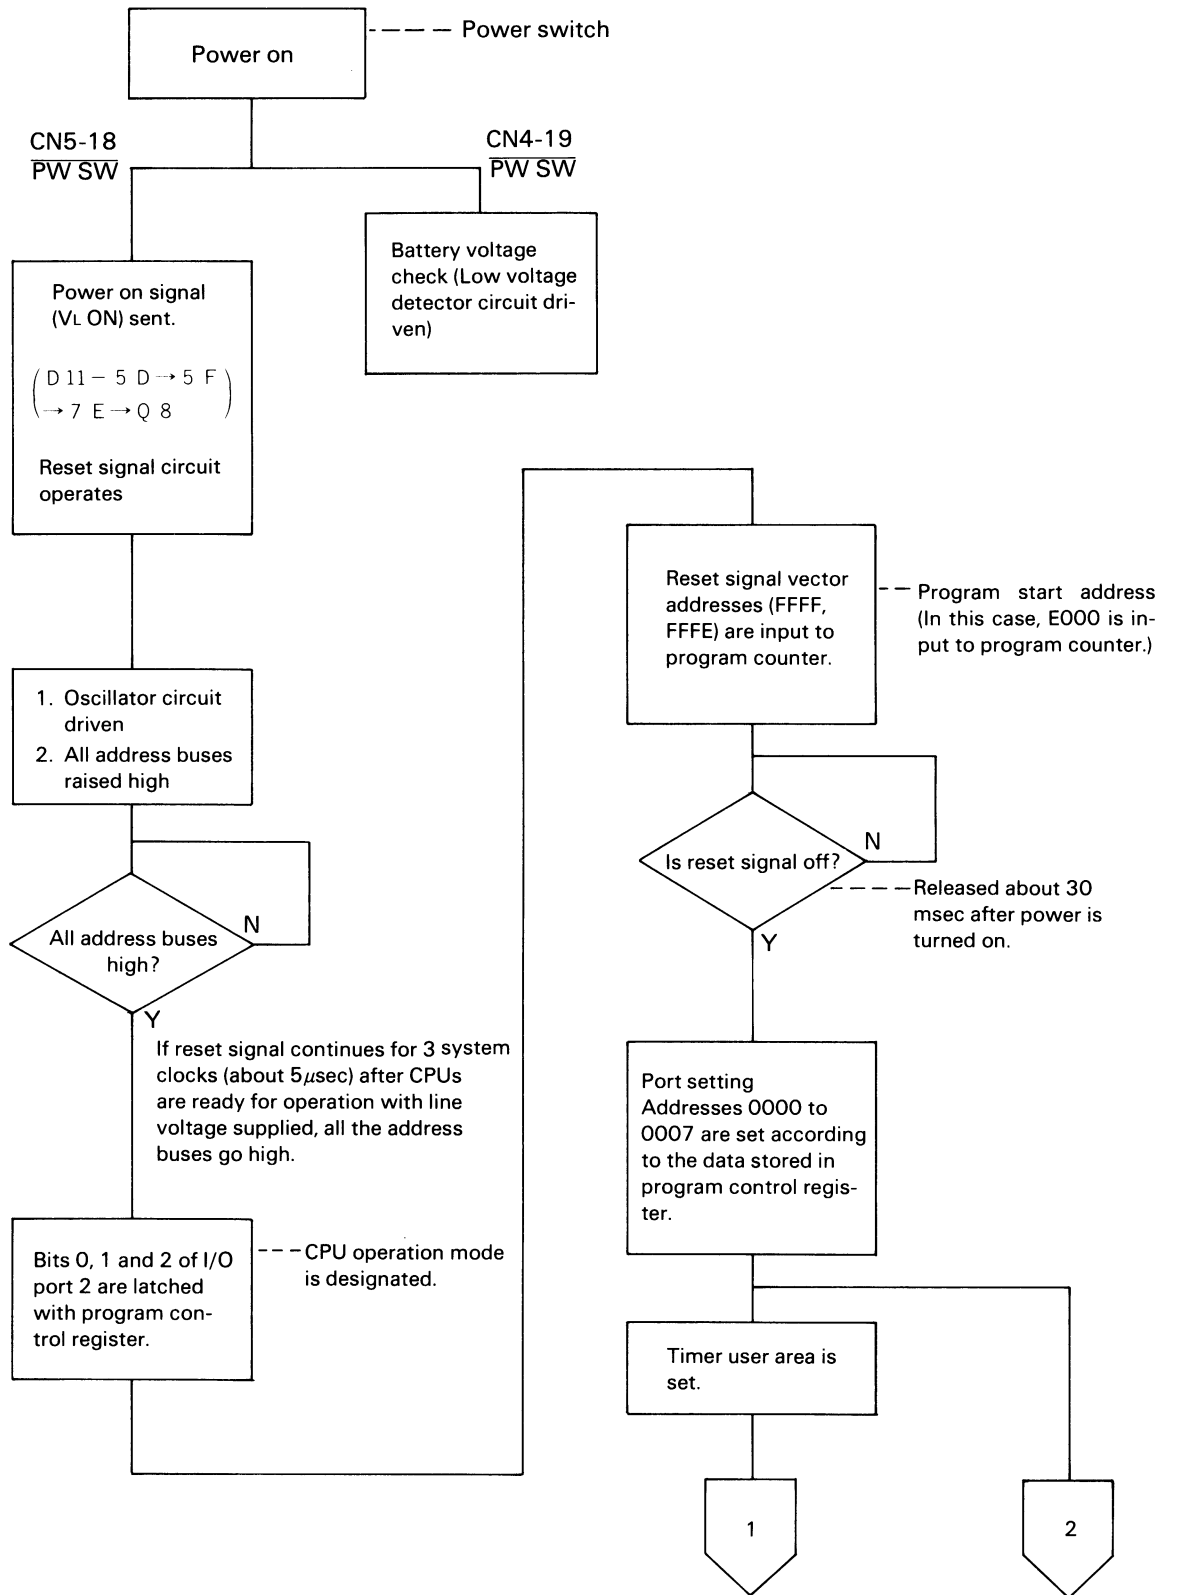 Power on
Power switch
CN5-18
PW SW
CN4-19
PW SW
Battery voltage
check (Low voltage
detector circuit dri-
ven)
Power on signal
(VL ON) sent.
( D 11 − 5 D → 5 F
→ 7 E → Q 8 )
Reset signal circuit
operates
1. Oscillator circuit
driven
2. All address buses
raised high
All address buses
high?
N
Y
If reset signal continues for 3 system
clocks (about 5μsec) after CPUs
are ready for operation with line
voltage supplied, all the address
buses go high.
Bits 0, 1 and 2 of I/O
port 2 are latched
with program con-
trol register.
CPU operation mode
is designated.
Reset signal vector
addresses (FFFF,
FFFE) are input to
program counter.
Program start address
(In this case, E000 is in-
put to program counter.)
Is reset signal off?
N
Released about 30
msec after power is
turned on.
Y
Port setting
Addresses 0000 to
0007 are set according
to the data stored in
program control regis-
ter.
Timer user area is
set.
1
2